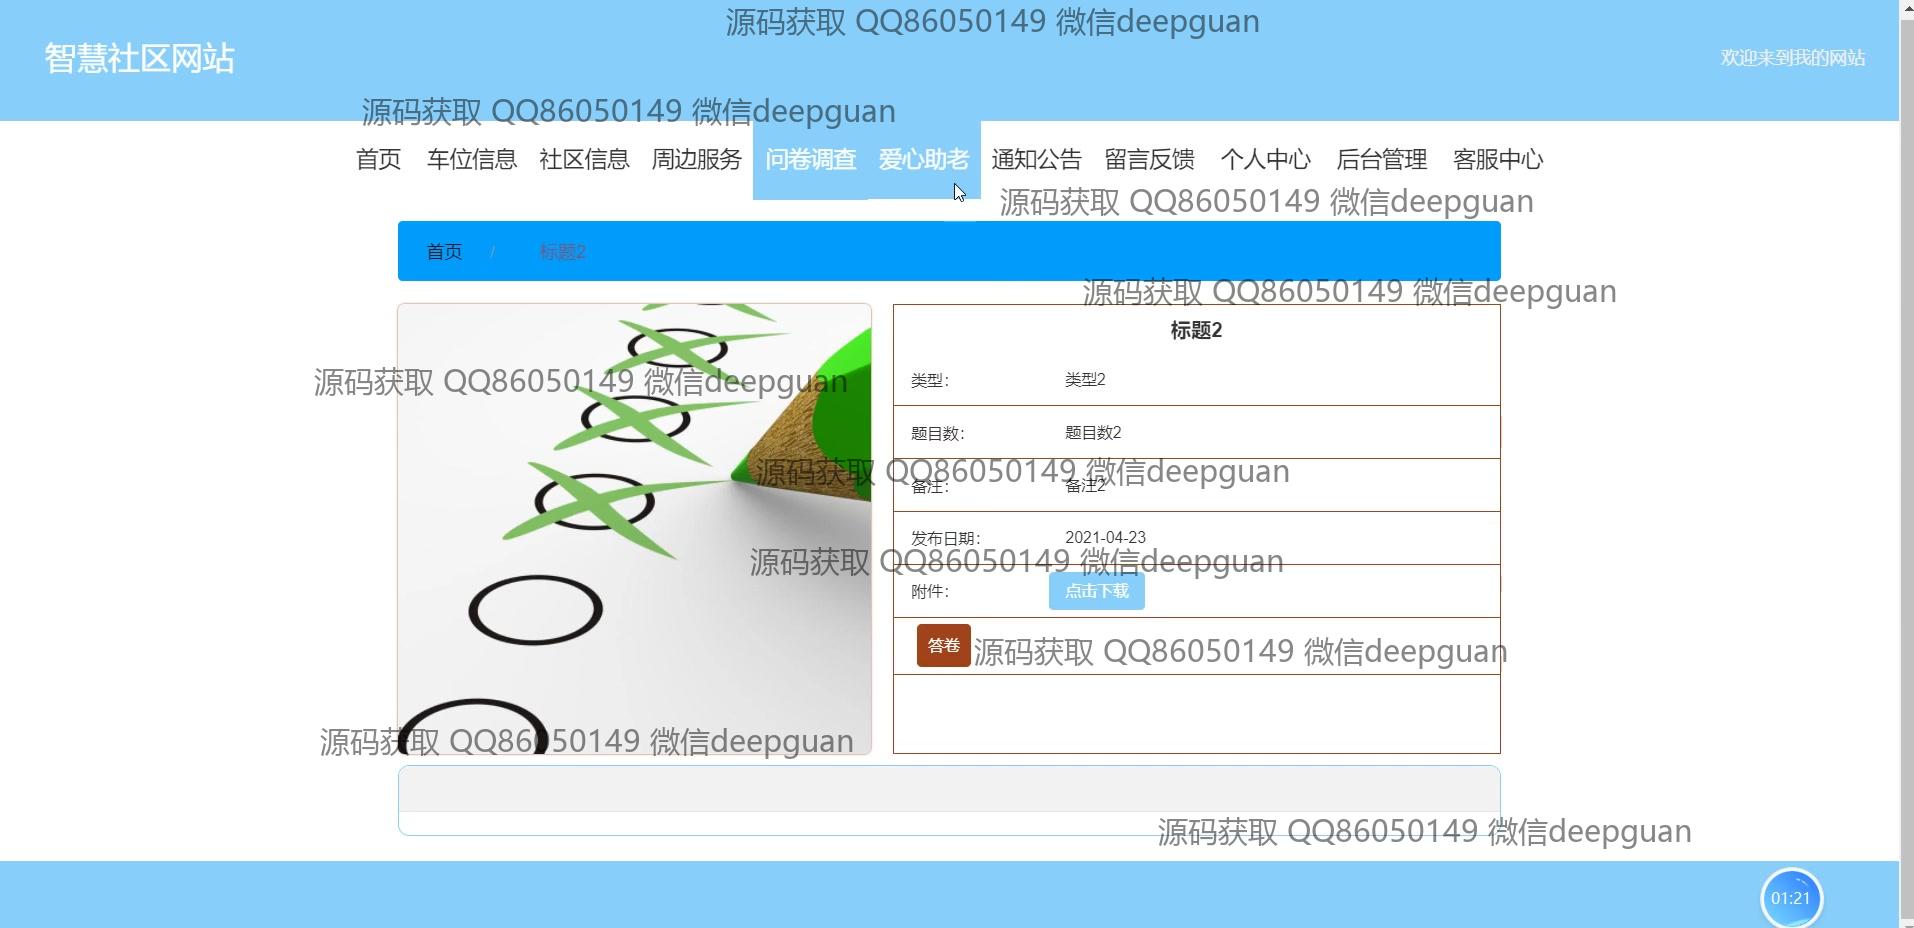 源码获取 QQ86050149 微信deepguan
智慧社区网站
欢迎来到我的网站
源码获取 QQ86050149 微信deepguan
首页 车位信息 社区信息 周边服务 问卷调查 爱心助老 通知公告 留言反馈 个人中心 后台管理 客服中心
源码获取 QQ86050149 微信deepguan
首页 / 标题2
源码获取 QQ86050149 微信deepguan
标题2
类型： 类型2
源码获取 QQ86050149 微信deepguan
题目数： 题目数2
源码获取 QQ86050149 微信deepguan
备注： 备注2
发布日期： 2021-04-23
源码获取 QQ86050149 微信deepguan
附件： 点击下载
答卷
源码获取 QQ86050149 微信deepguan
源码获取 QQ86050149 微信deepguan
源码获取 QQ86050149 微信deepguan
01:21